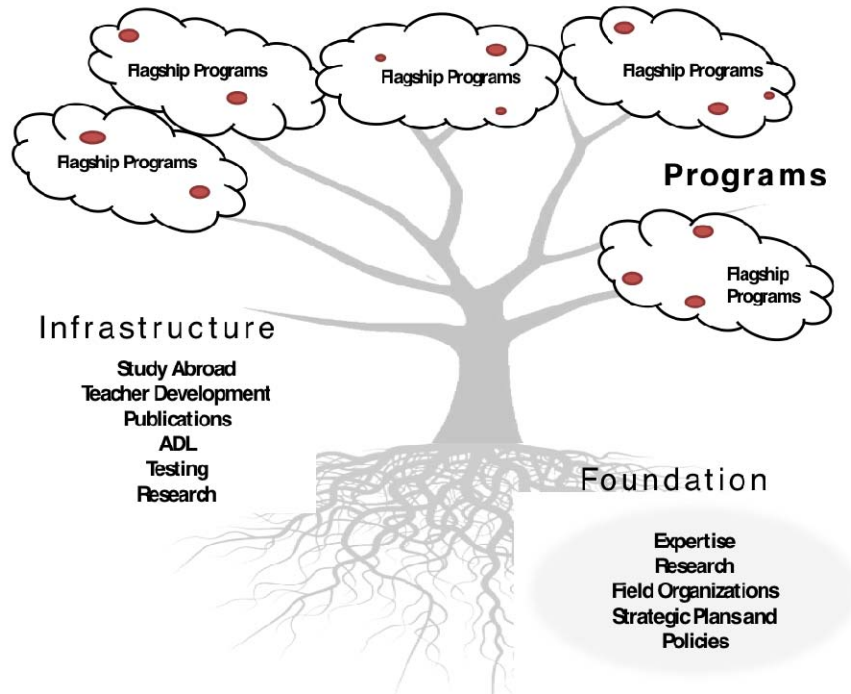 Flagship Programs
Flagship Programs
Flagship Programs
Flagship Programs
Programs
Flagship
Programs
Infrastructure
Study Abroad
Teacher Development
Publications
ADL
Testing
Research
Foundation
Expertise
Research
Field Organizations
Strategic Plans and
Policies